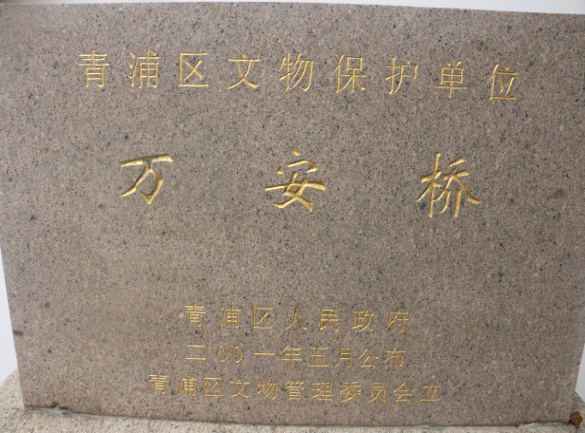 青浦区文物保护单位
万安桥
青浦区人民政府
二00一年五月公布
青浦区文物管理委员会立